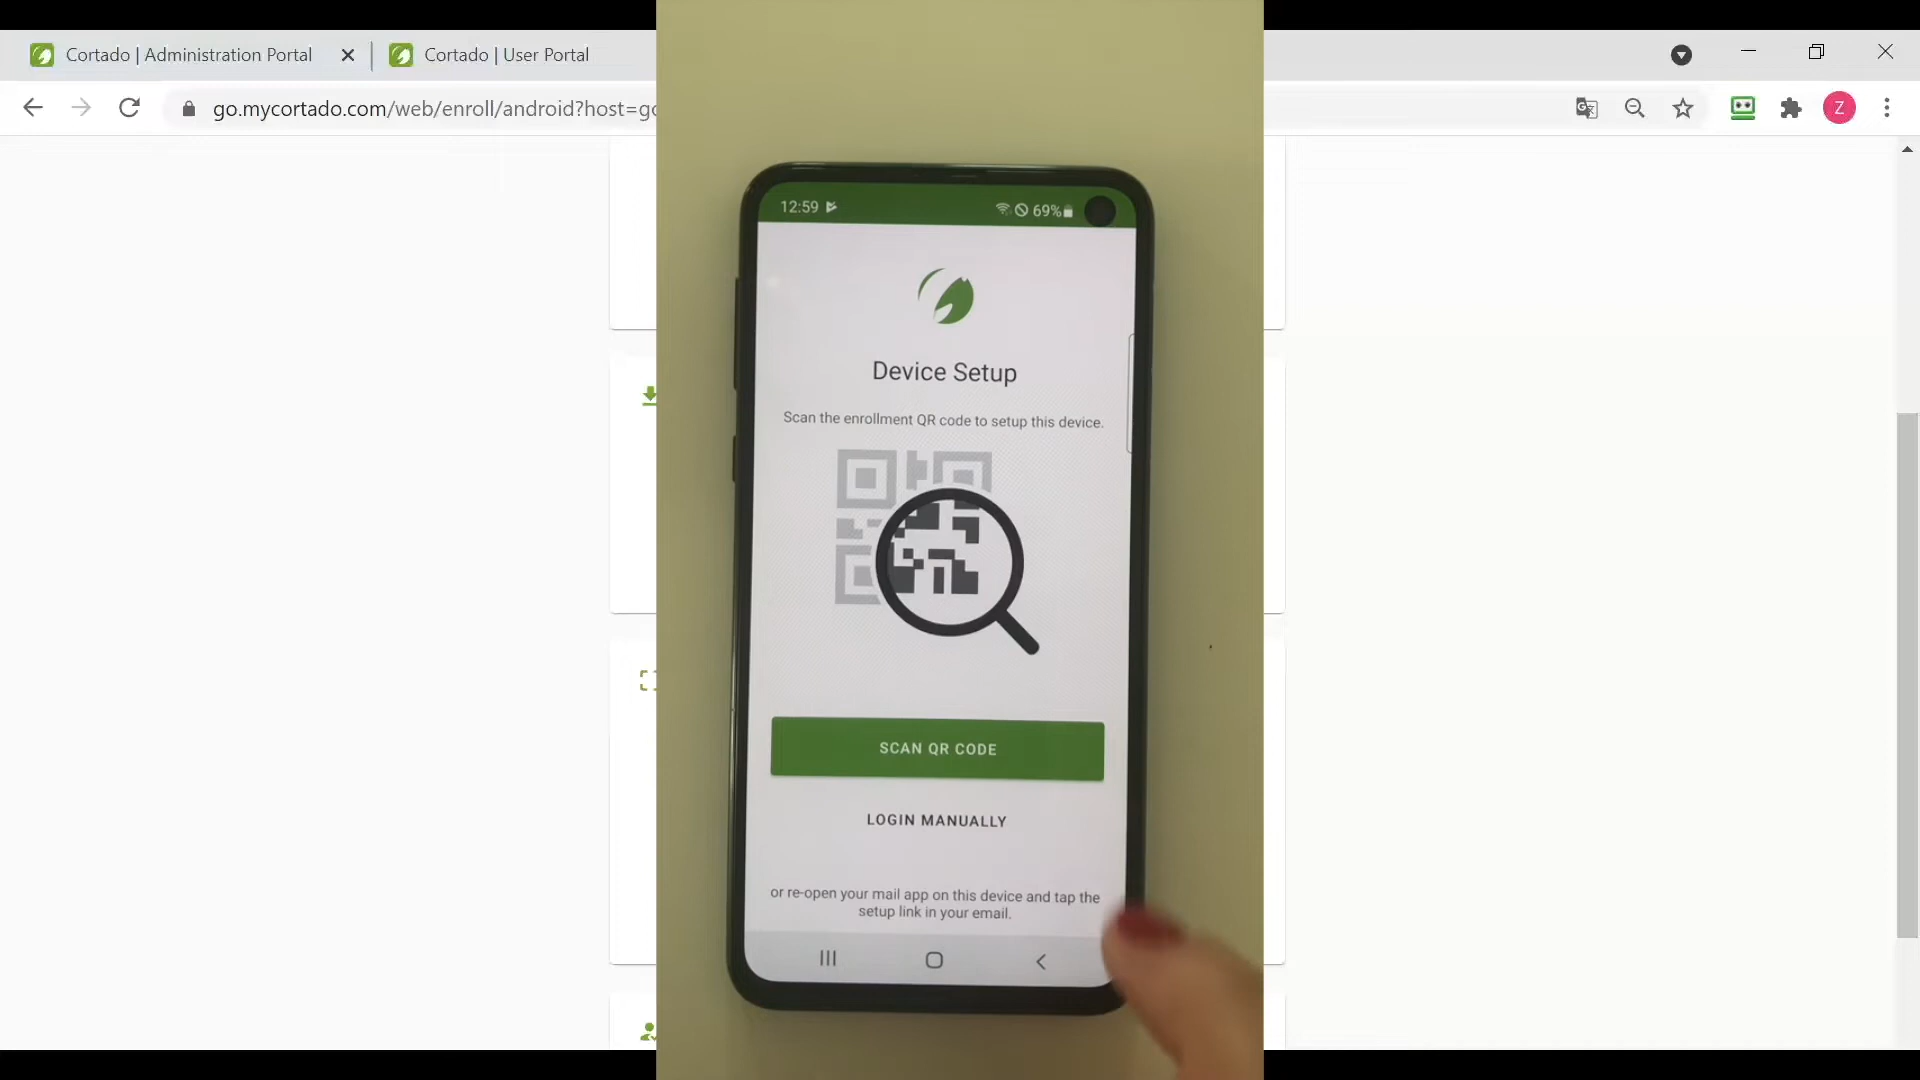 Cortado | Administration Portal
Cortado | User Portal
go.mycortado.com/web/enroll/android?host=go
Z
12:59
69%
Device Setup
Scan the enrollment QR code to setup this device.
SCAN QR CODE
LOGIN MANUALLY
or re-open your mail app on this device and tap the
setup link in your email.